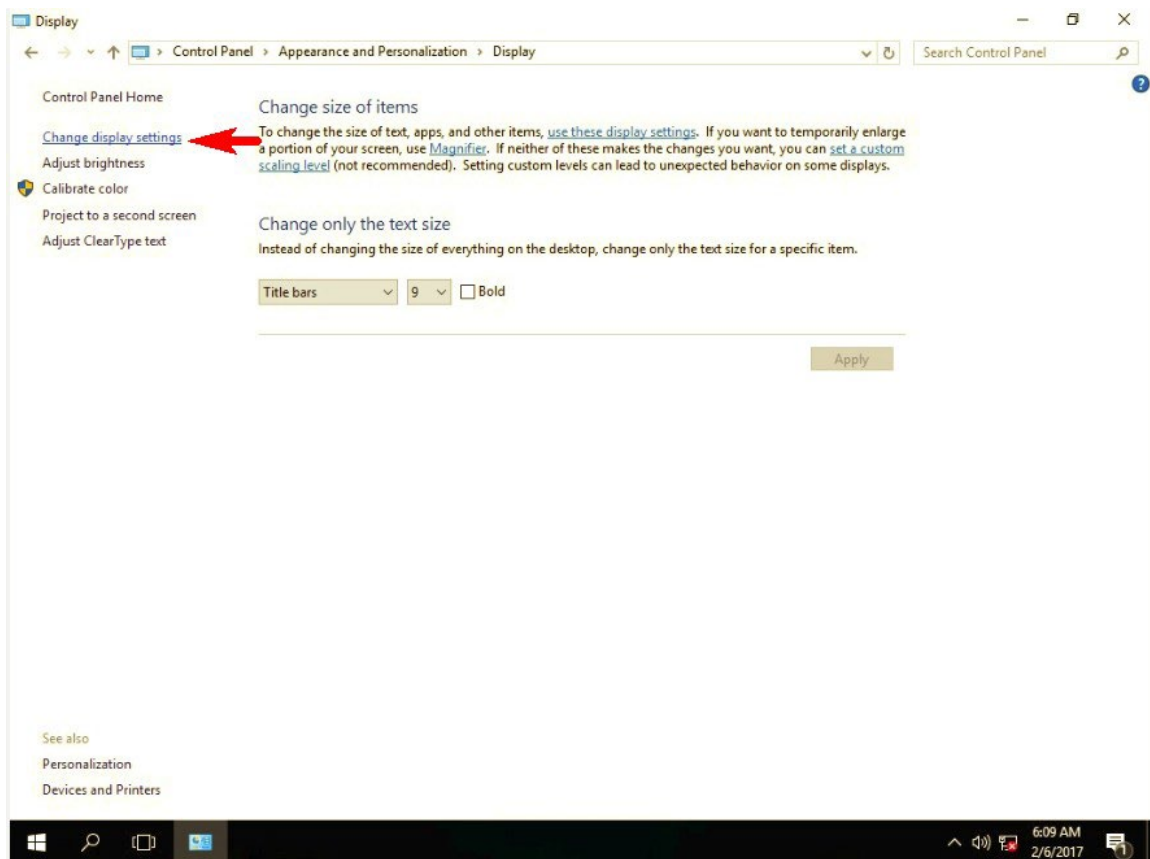 Display
Control Panel > Appearance and Personalization > Display
Search Control Panel
Control Panel Home
Change display settings
Adjust brightness
Calibrate color
Project to a second screen
Adjust ClearType text
Change size of items
To change the size of text, apps, and other items, use these display settings. If you want to temporarily enlarge
a portion of your screen, use Magnifier. If neither of these makes the changes you want, you can set a custom
scaling level (not recommended). Setting custom levels can lead to unexpected behavior on some displays.
Change only the text size
Instead of changing the size of everything on the desktop, change only the text size for a specific item.
Title bars 9 Bold
Apply
See also
Personalization
Devices and Printers
6:09 AM
2/6/2017
1